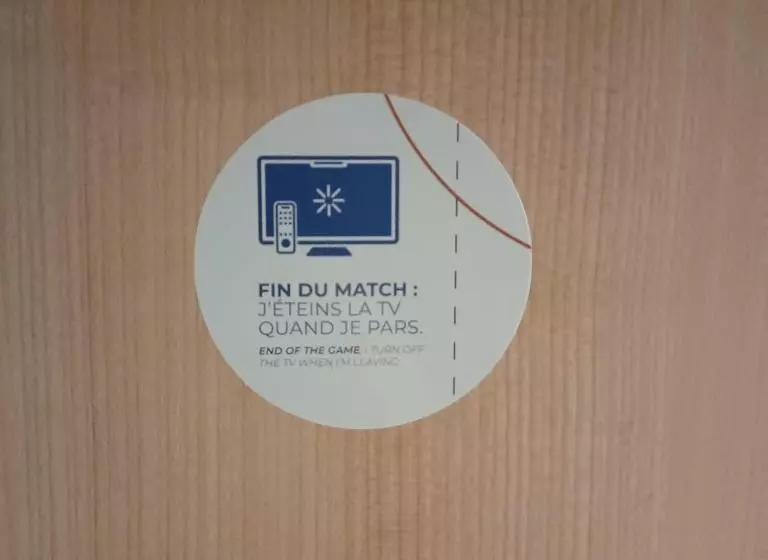 FIN DU MATCH :
J'ÉTEINS LA TV
QUAND JE PARS.
END OF THE GAME, I TURN OFF
THE TV WHEN I'M LEAVING